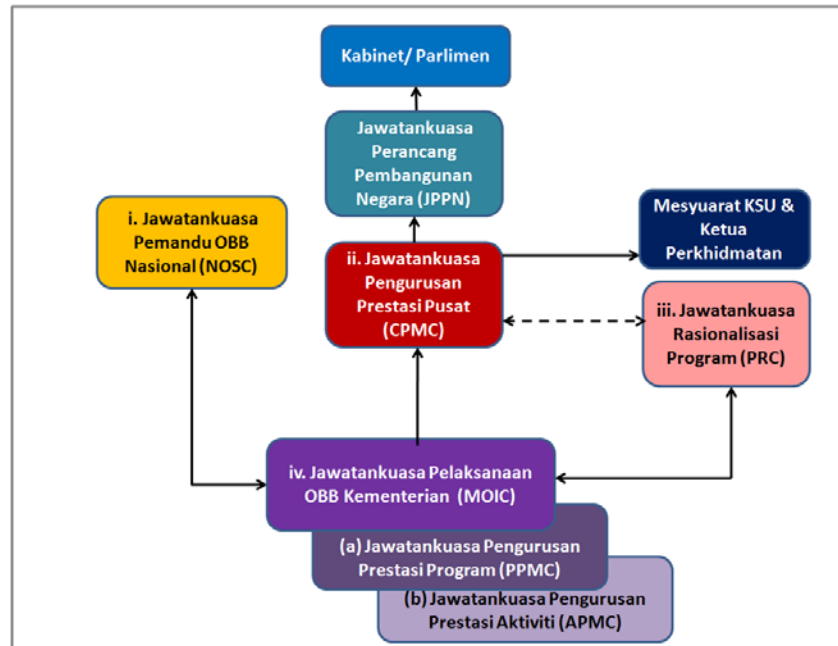 Kabinet/ Parlimen
Jawatankuasa
Perancang
Pembangunan
Negara (JPPN)
i. Jawatankuasa
Pemandu OBB
Nasional (NOSC)
ii. Jawatankuasa
Pengurusan
Prestasi Pusat
(CPMC)
Mesyuarat KSU &
Ketua
Perkhidmatan
iii. Jawatankuasa
Rasionalisasi
Program (PRC)
iv. Jawatankuasa Pelaksanaan
OBB Kementerian (MOIC)
(a) Jawatankuasa Pengurusan
Prestasi Program (PPMC)
(b) Jawatankuasa Pengurusan
Prestasi Aktiviti (APMC)